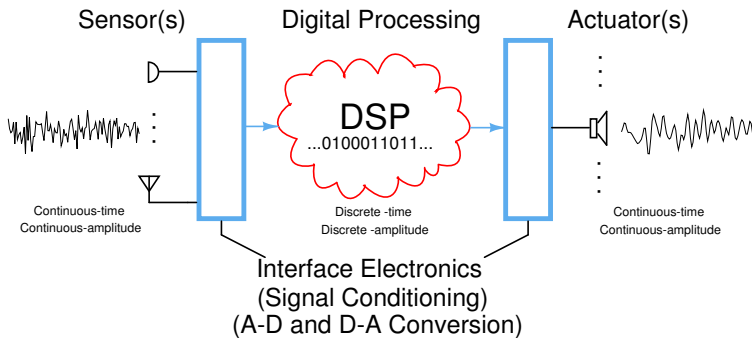 Sensor(s)
Digital Processing
Actuator(s)
DSP
...0100011011...
Continuous-time
Continuous-amplitude
Discrete -time
Discrete -amplitude
Continuous-time
Continuous-amplitude
Interface Electronics
(Signal Conditioning)
(A-D and D-A Conversion)